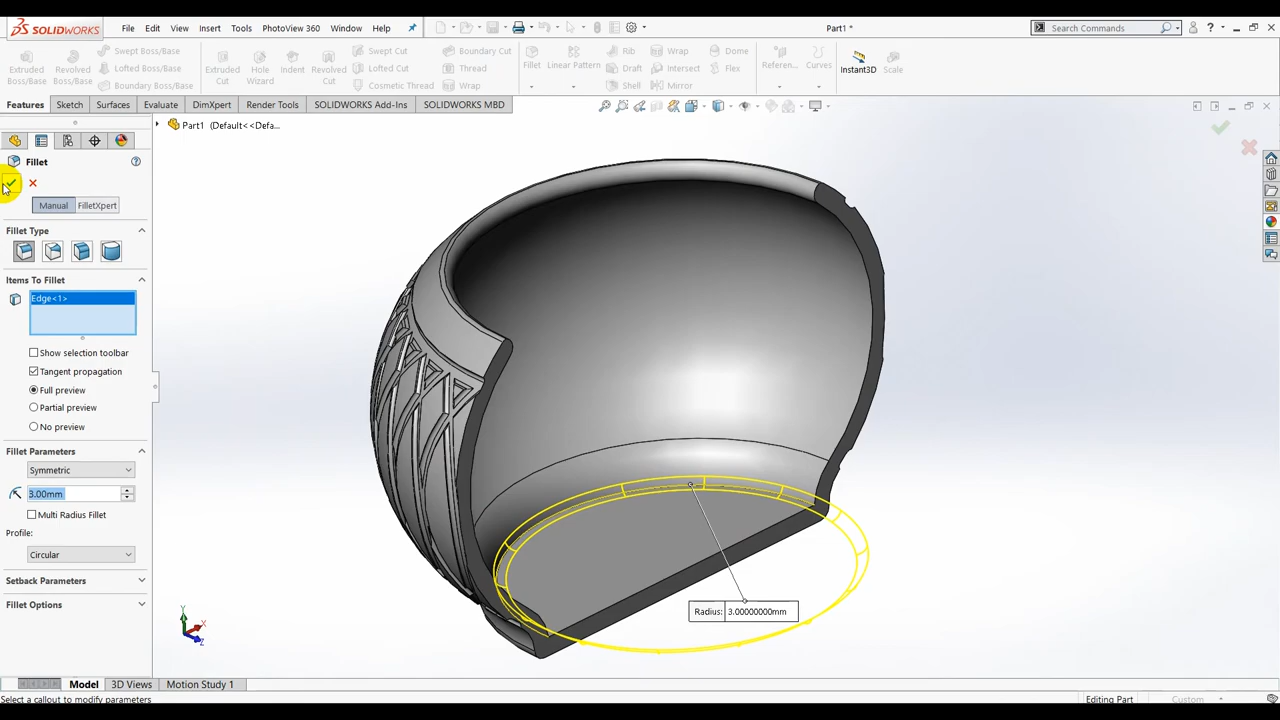 SOLIDWORKS File Edit View Insert Tools PhotoView 360 Window Help Part1 * Search Commands
Extruded Boss/Base Revolved Boss/Base Swept Boss/Base Lofted Boss/Base Boundary Boss/Base Extruded Cut Hole Wizard Indent Revolved Cut Swept Cut Lofted Cut Cosmetic Thread Boundary Cut Thread Wrap Fillet Linear Pattern Rib Draft Shell Wrap Intersect Mirror Dome Flex Referen... Curves Instant3D Scale
Features Sketch Surfaces Evaluate DimXpert Render Tools SOLIDWORKS Add-Ins SOLIDWORKS MBD
Part1 (Default<<Defa...
Fillet
Manual FilletXpert
Fillet Type
Items To Fillet
Edge<1>
Show selection toolbar
Tangent propagation
Full preview
Partial preview
No preview
Fillet Parameters
Symmetric
3.00mm
Multi Radius Fillet
Profile:
Circular
Setback Parameters
Fillet Options
Radius: 3.00000000mm
Y
X
Z
Model 3D Views Motion Study 1
Select a callout to modify parameters Editing Part Custom